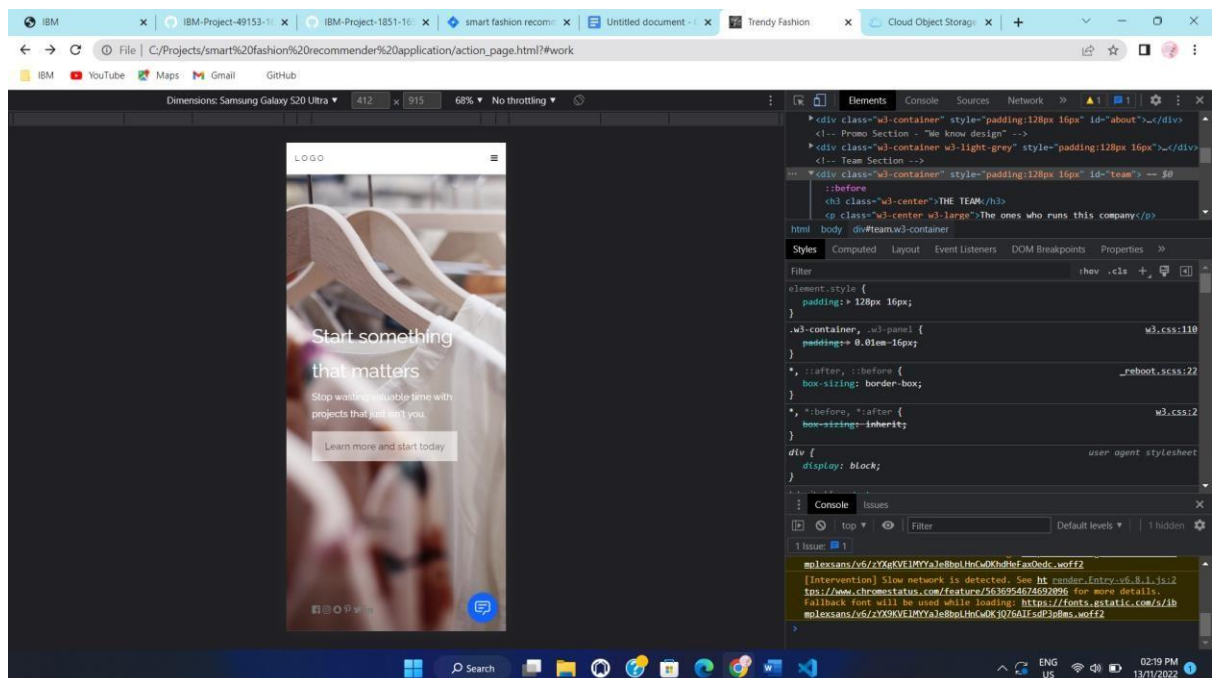 IBM
IBM-Project-49153-1
IBM-Project-1851-16
smart fashion recom
Untitled document -
Trendy Fashion
Cloud Object Storage
File | C:/Projects/smart%20fashion%20recommender%20application/action_page.html?#work
IBM YouTube Maps Gmail GitHub
Dimensions: Samsung Galaxy S20 Ultra ▼ 412 × 915 68% ▼ No throttling ▼
LOGO
Start something
that matters
Stop wasting valuable time with
projects that just isn't you.
Learn more and start today
Elements Console Sources Network » 1 1
<div class="w3-container" style="padding:128px 16px" id="about">…</div>
<!-- Promo Section - "We know design" -->
<div class="w3-container w3-light-grey" style="padding:128px 16px">…</div>
<!-- Team Section -->
<div class="w3-container" style="padding:128px 16px" id="team"> == $0
::before
<h3 class="w3-center">THE TEAM</h3>
<p class="w3-center w3-large">The ones who runs this company</p>
html body div#team.w3-container
Styles Computed Layout Event Listeners DOM Breakpoints Properties »
Filter :hov .cls +
element.style {
padding: 128px 16px;
}
.w3-container, .w3-panel { w3.css:110
padding: 0.01em 16px;
}
*, ::after, ::before { _reboot.scss:22
box-sizing: border-box;
}
*, *:before, *:after { w3.css:2
box-sizing: inherit;
}
div { user agent stylesheet
display: block;
}
Console Issues
top ▼ Filter Default levels ▼ 1 hidden
1 Issue: 1
mplexsans/v6/zYXgKVElMYYaJe8bpLHnCwDKhdHeFaxOedc.woff2
[Intervention] Slow network is detected. See ht render.Entry-v6.8.1.js:2
tps://www.chromestatus.com/feature/5636954674692096 for more details.
Fallback font will be used while loading: https://fonts.gstatic.com/s/ib
mplexsans/v6/zYX9KVElMYYaJe8bpLHnCwDKjQ76AIFsdP3pBms.woff2
Search
ENG
US
02:19 PM
13/11/2022
1